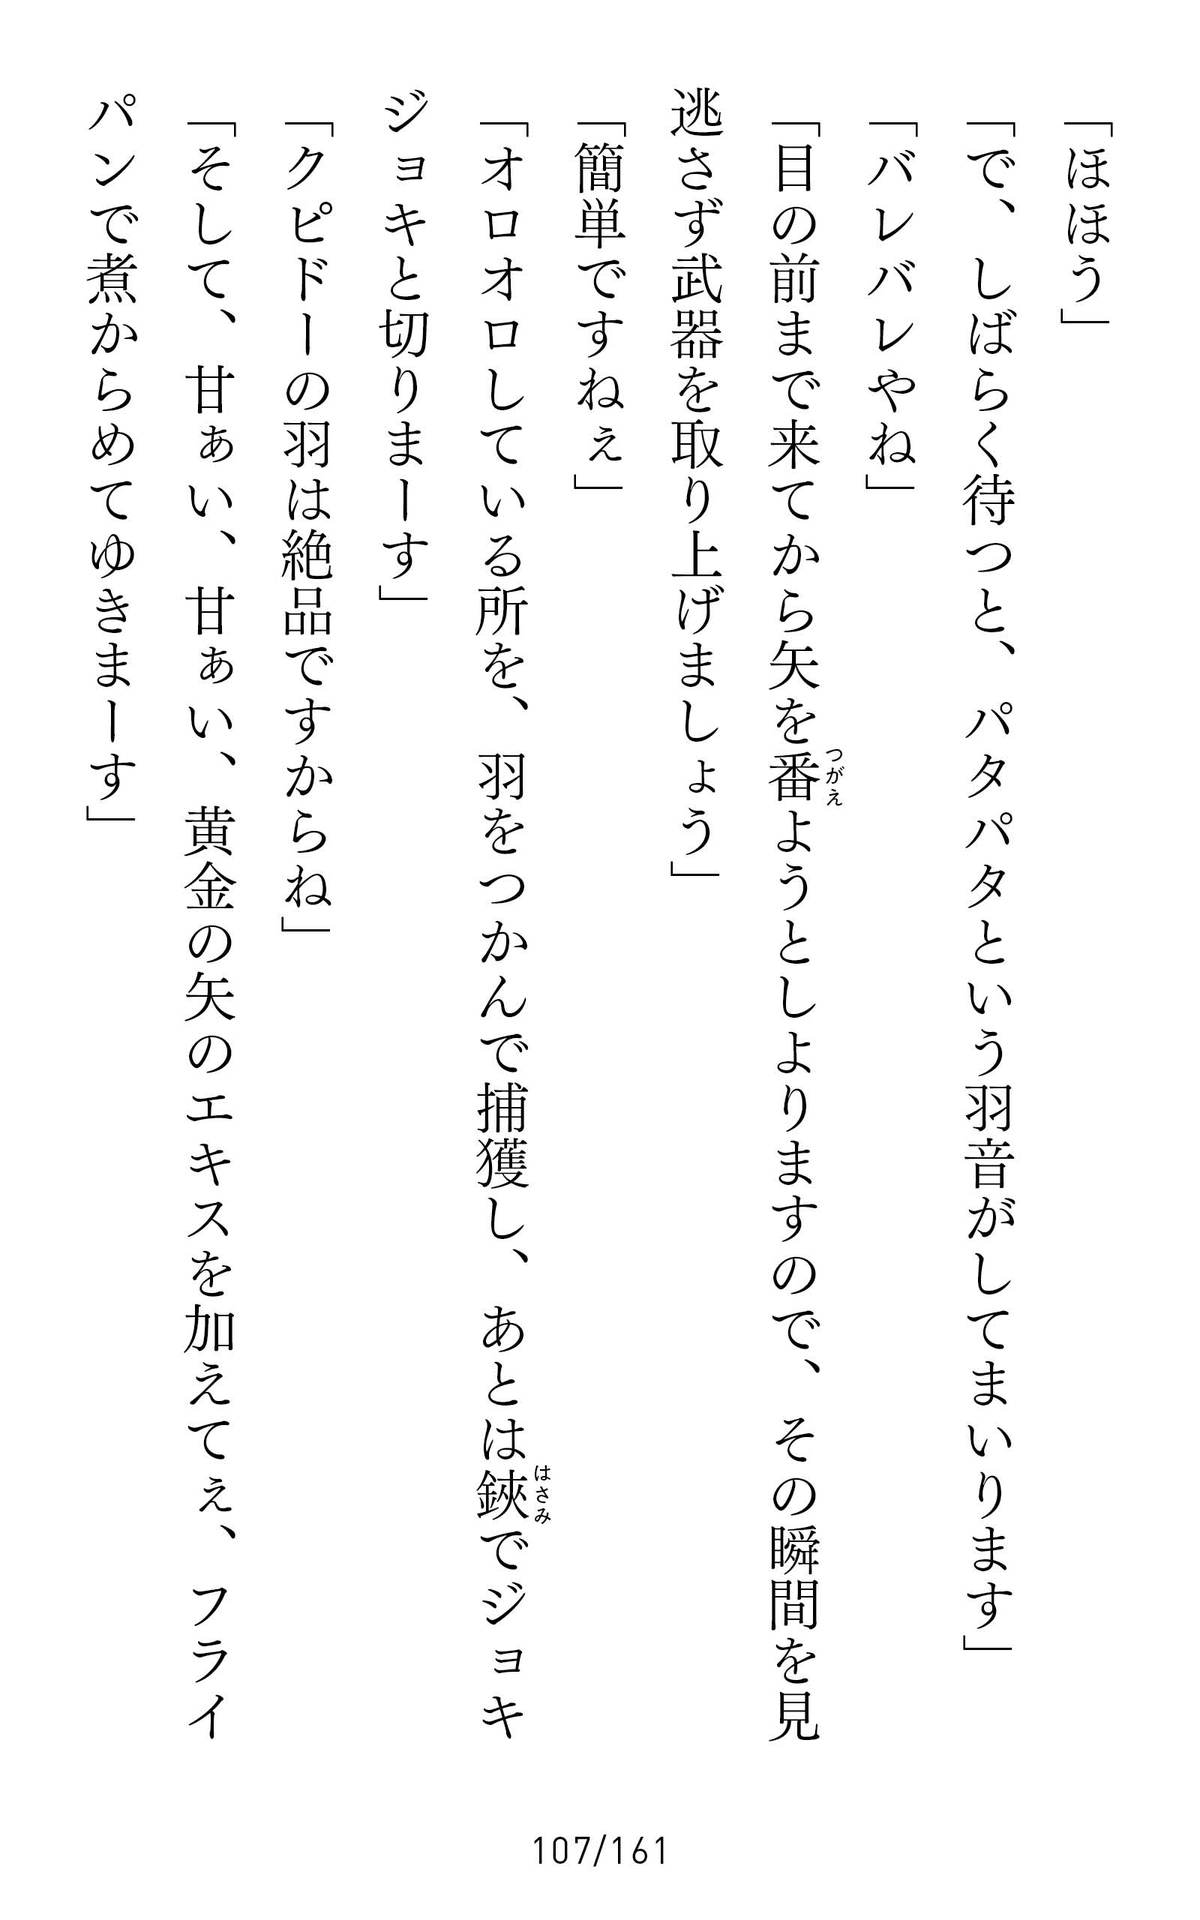 「ほほう」
「で、しばらく待つと、パタパタという羽音がしてまいります」
「バレバレやね」
「目の前まで来てから矢を番ようとしよりますので、その瞬間を見
つがえ
逃さず武器を取り上げましょう」
「簡単ですねぇ」
「オロオロしている所を、羽をつかんで捕獲し、あとは鋏でジョキ
はさみ
ジョキと切りまーす」
「クピドーの羽は絶品ですからね」
「そして、甘ぁい、甘ぁい、黄金の矢のエキスを加えてぇ、フライ
パンで煮からめてゆきまーす」
107/161